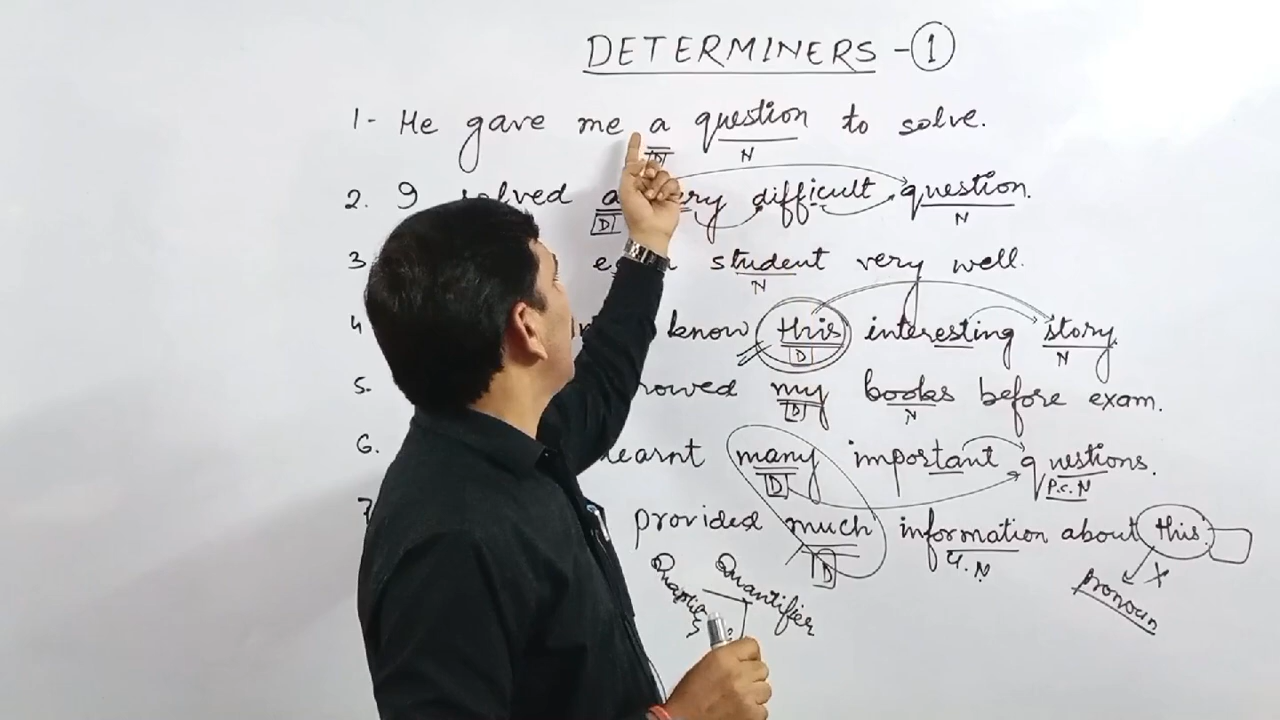 DETERMINERS - 1
1- He gave me a question to solve.
D N
2. I solved a very difficult question.
D N
3 student very well.
N
4 know this interesting story.
D N
5. my books before exam.
D N
6. learnt many important questions.
D P.C.N
7 provided much information about this.
D U.N
Quantifier
pronoun X